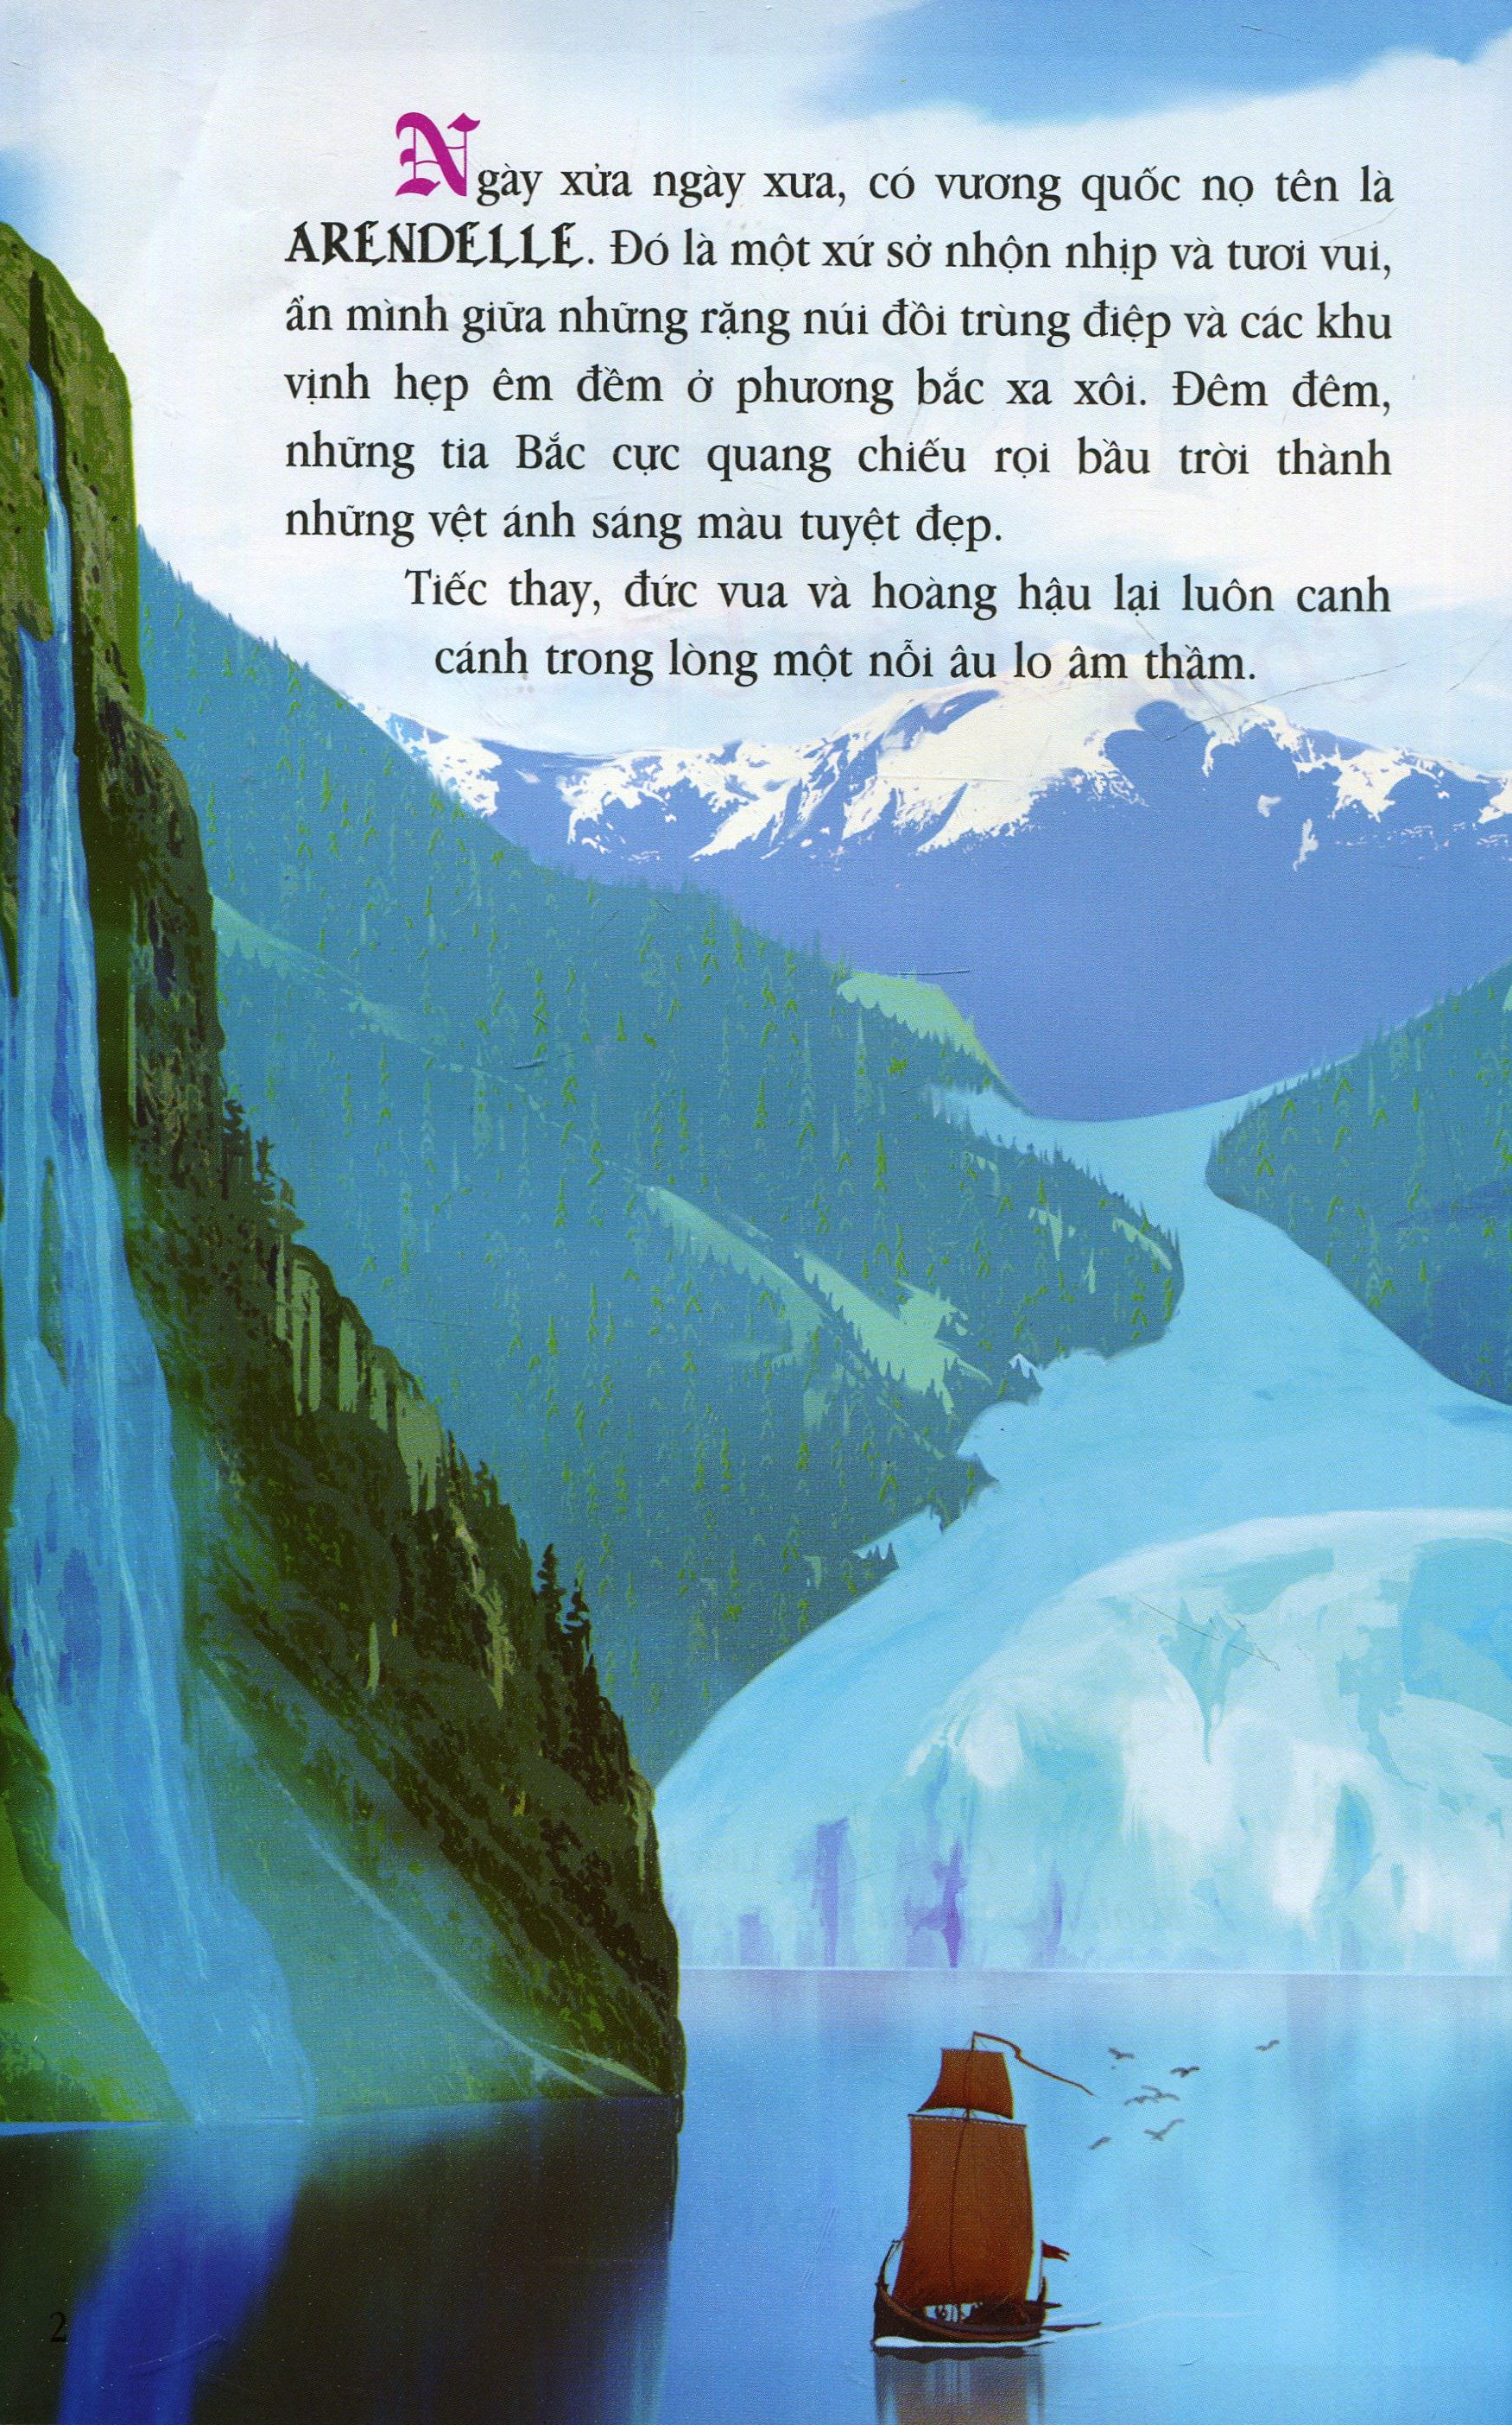 Ngày xửa ngày xưa, có vương quốc nọ tên là
ARENDELLE. Đó là một xứ sở nhộn nhịp và tươi vui,
ẩn mình giữa những rặng núi đồi trùng điệp và các khu
vịnh hẹp êm đềm ở phương bắc xa xôi. Đêm đêm,
những tia Bắc cực quang chiếu rọi bầu trời thành
những vệt ánh sáng màu tuyệt đẹp.
Tiếc thay, đức vua và hoàng hậu lại luôn canh
cánh trong lòng một nỗi âu lo âm thầm.
2